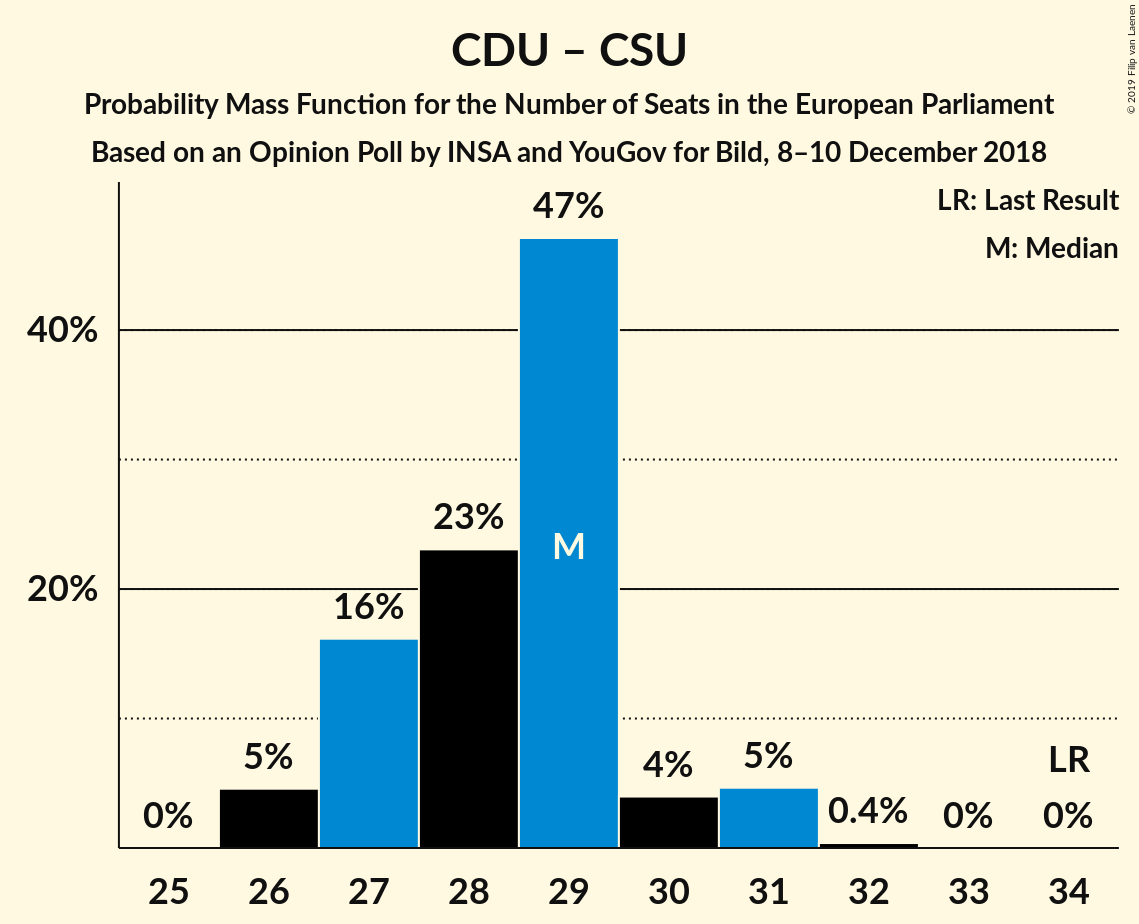 CDU – CSU
Probability Mass Function for the Number of Seats in the European Parliament
Based on an Opinion Poll by INSA and YouGov for Bild, 8–10 December 2018
© 2019 Filip van Laenen
LR: Last Result
M: Median
47%
40%
23%
M
20%
16%
5%
4%
5%
LR
0%
0.4%
0%
0%
25 26 27 28 29 30 31 32 33 34